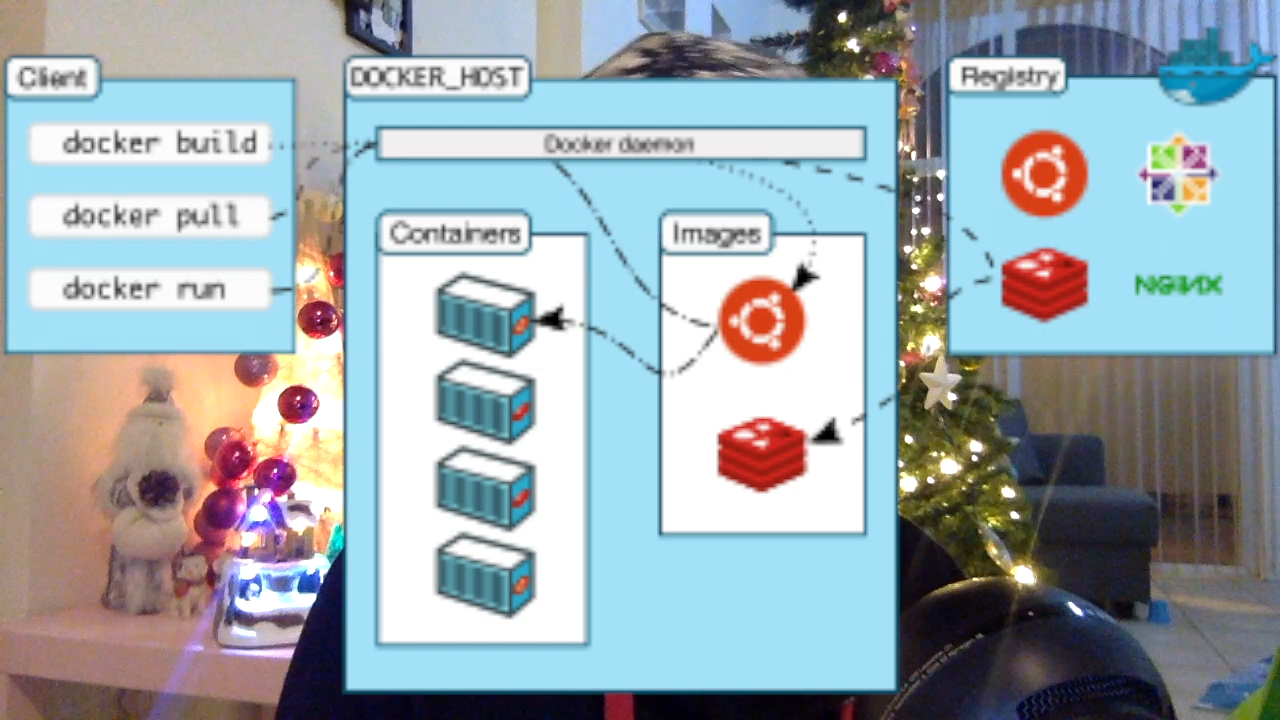 Client
docker build
docker pull
docker run
DOCKER_HOST
Docker daemon
Containers
Images
Registry
NGINX